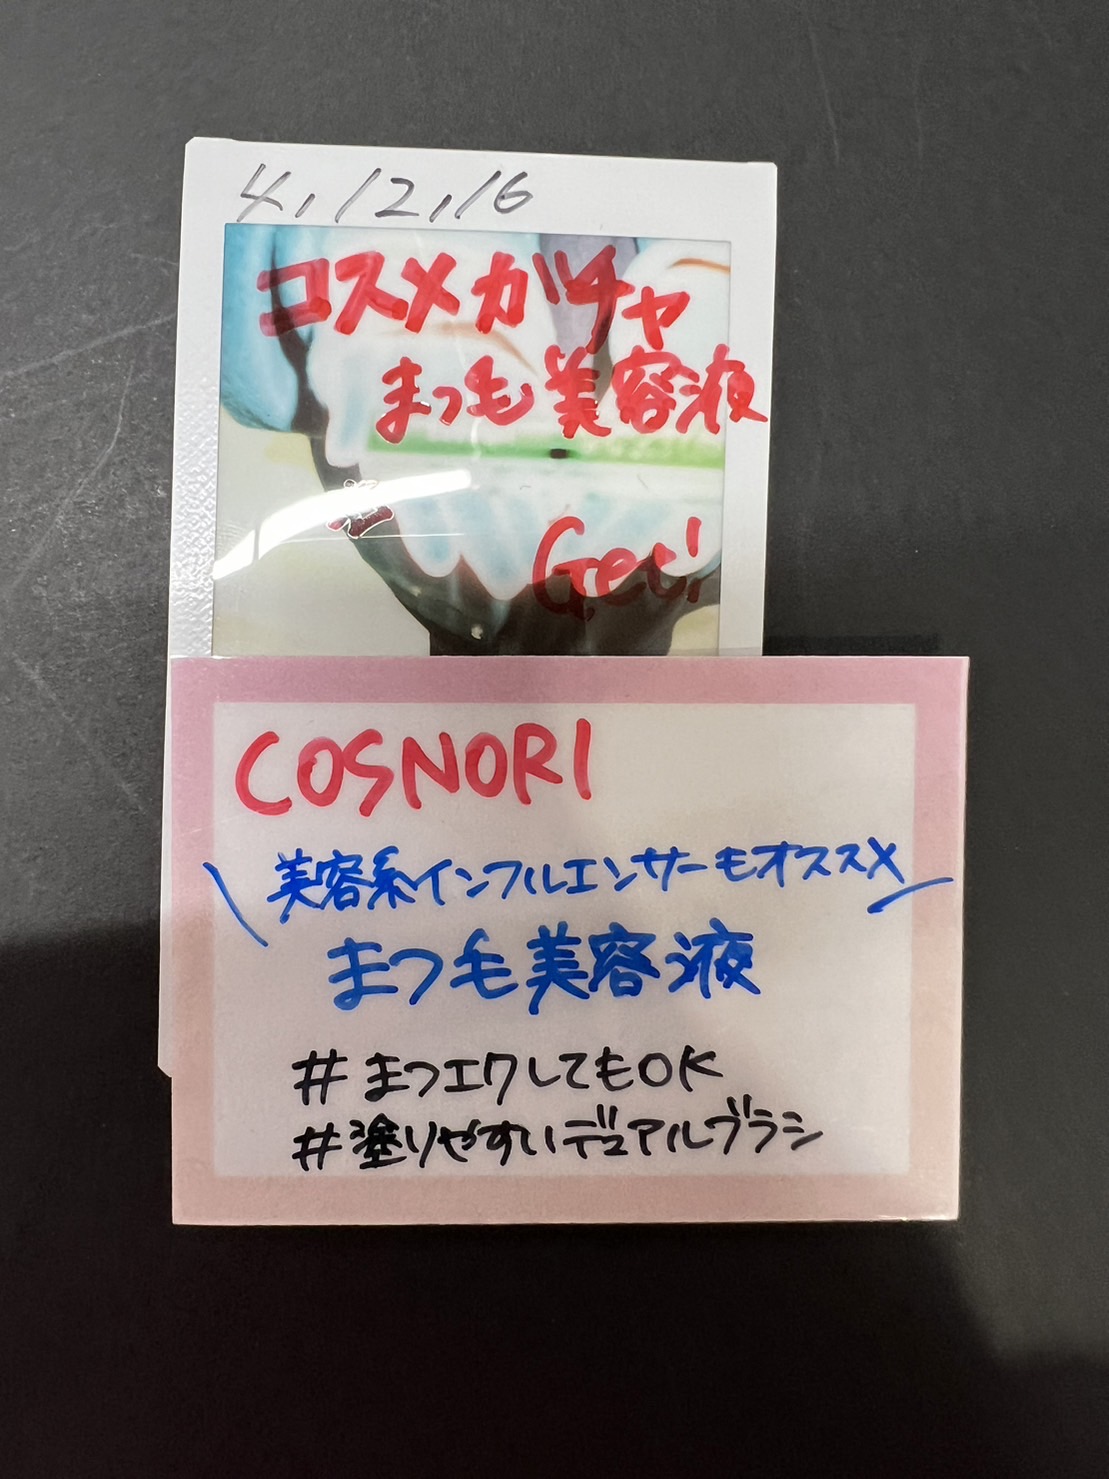 4.12.16
コスメガチャ
まつ毛美容液
Get!
COSNORI
\美容系インフルエンサーもオススメ/
まつ毛美容液
#まつエクしてもOK
#塗りやすいデュアルブラシ